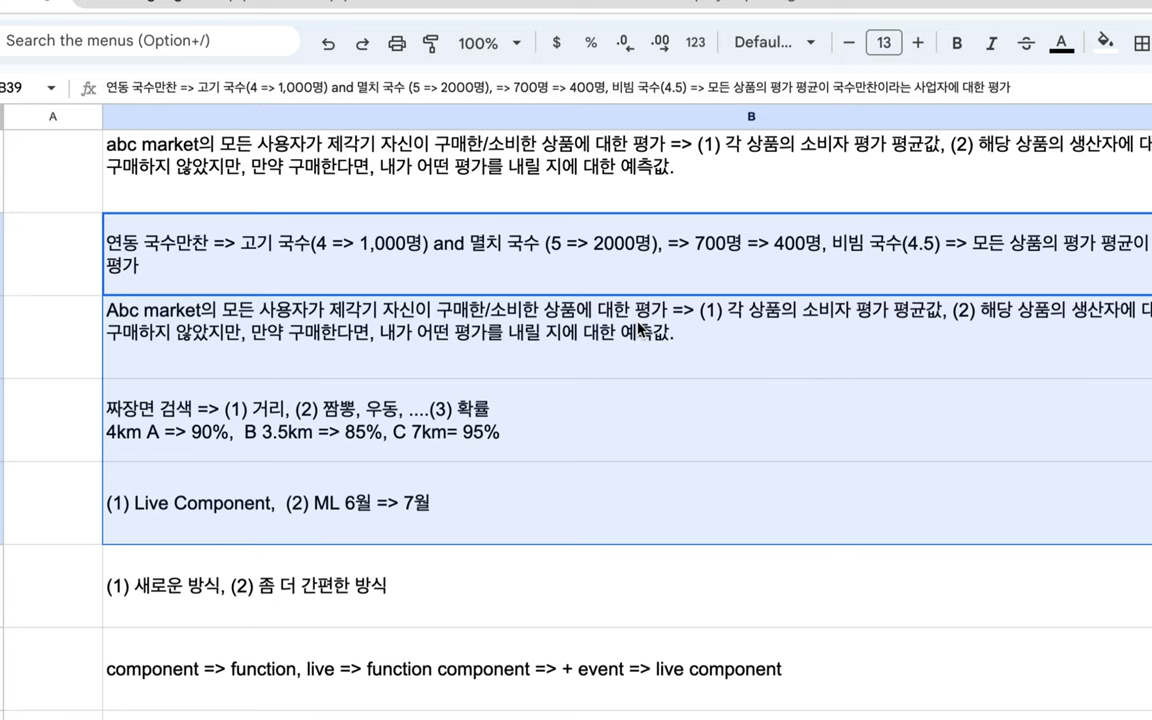 Search the menus (Option+/)
100%
$
%
.0
.00
123
Defaul...
13
B
I
A
B39
fx
연동 국수만찬 => 고기 국수(4 => 1,000명) and 멸치 국수 (5 => 2000명), => 700명 => 400명, 비빔 국수(4.5) => 모든 상품의 평가 평균이 국수만찬이라는 사업자에 대한 평가
A
B
abc market의 모든 사용자가 제각기 자신이 구매한/소비한 상품에 대한 평가 => (1) 각 상품의 소비자 평가 평균값, (2) 해당 상품의 생산자에
구매하지 않았지만, 만약 구매한다면, 내가 어떤 평가를 내릴 지에 대한 예측값.
연동 국수만찬 => 고기 국수(4 => 1,000명) and 멸치 국수 (5 => 2000명), => 700명 => 400명, 비빔 국수(4.5) => 모든 상품의 평가 평균이
평가
Abc market의 모든 사용자가 제각기 자신이 구매한/소비한 상품에 대한 평가 => (1) 각 상품의 소비자 평가 평균값, (2) 해당 상품의 생산자에
구매하지 않았지만, 만약 구매한다면, 내가 어떤 평가를 내릴 지에 대한 예측값.
짜장면 검색 => (1) 거리, (2) 짬뽕, 우동, ....(3) 확률
4km A => 90%, B 3.5km => 85%, C 7km= 95%
(1) Live Component, (2) ML 6월 => 7월
(1) 새로운 방식, (2) 좀 더 간편한 방식
component => function, live => function component => + event => live component